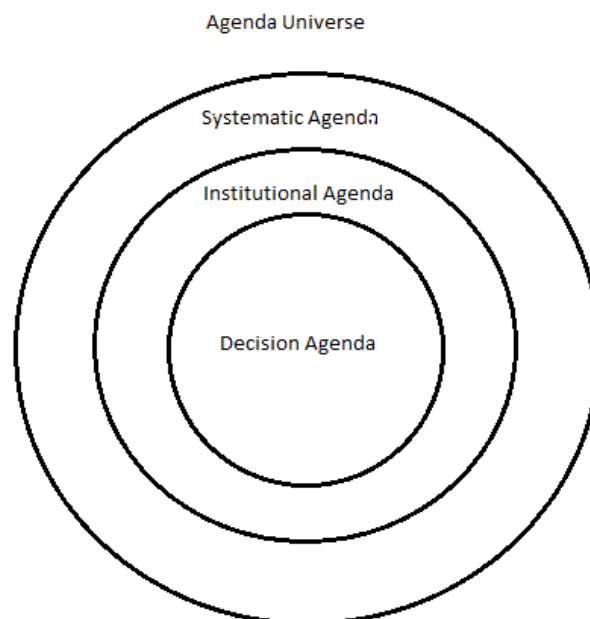 Agenda Universe
Systematic Agenda
Institutional Agenda
Decision Agenda